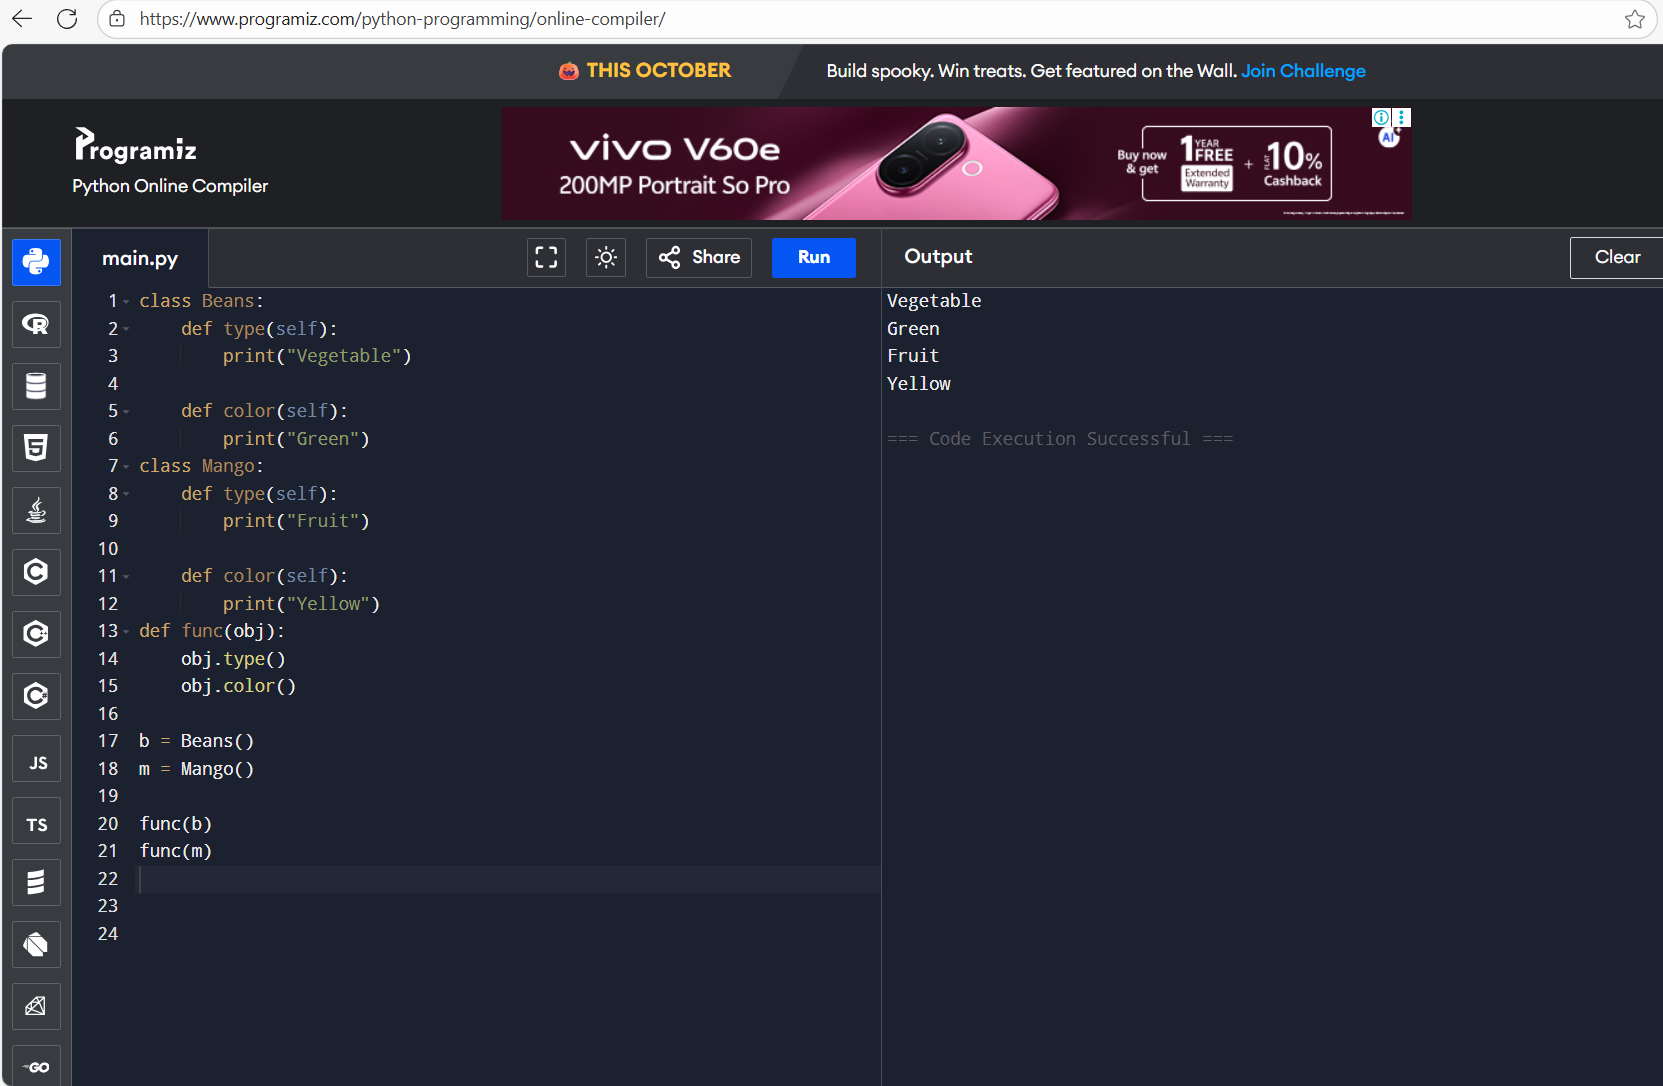 https://www.programiz.com/python-programming/online-compiler/
THIS OCTOBER
Build spooky. Win treats. Get featured on the Wall. Join Challenge
Programiz
Python Online Compiler
vivo V60e
200MP Portrait So Pro
Buy now
& get
1 YEAR
FREE
Extended
Warranty
+
FLAT
10%
Cashback
AI
main.py
Share
Run
Output
Clear
1 class Beans:
2     def type(self):
3         print("Vegetable")
4
5     def color(self):
6         print("Green")
7 class Mango:
8     def type(self):
9         print("Fruit")
10
11     def color(self):
12         print("Yellow")
13 def func(obj):
14     obj.type()
15     obj.color()
16
17 b = Beans()
18 m = Mango()
19
20 func(b)
21 func(m)
22
23
24
Vegetable
Green
Fruit
Yellow
=== Code Execution Successful ===
R
5
C
C++
C#
JS
TS
GO